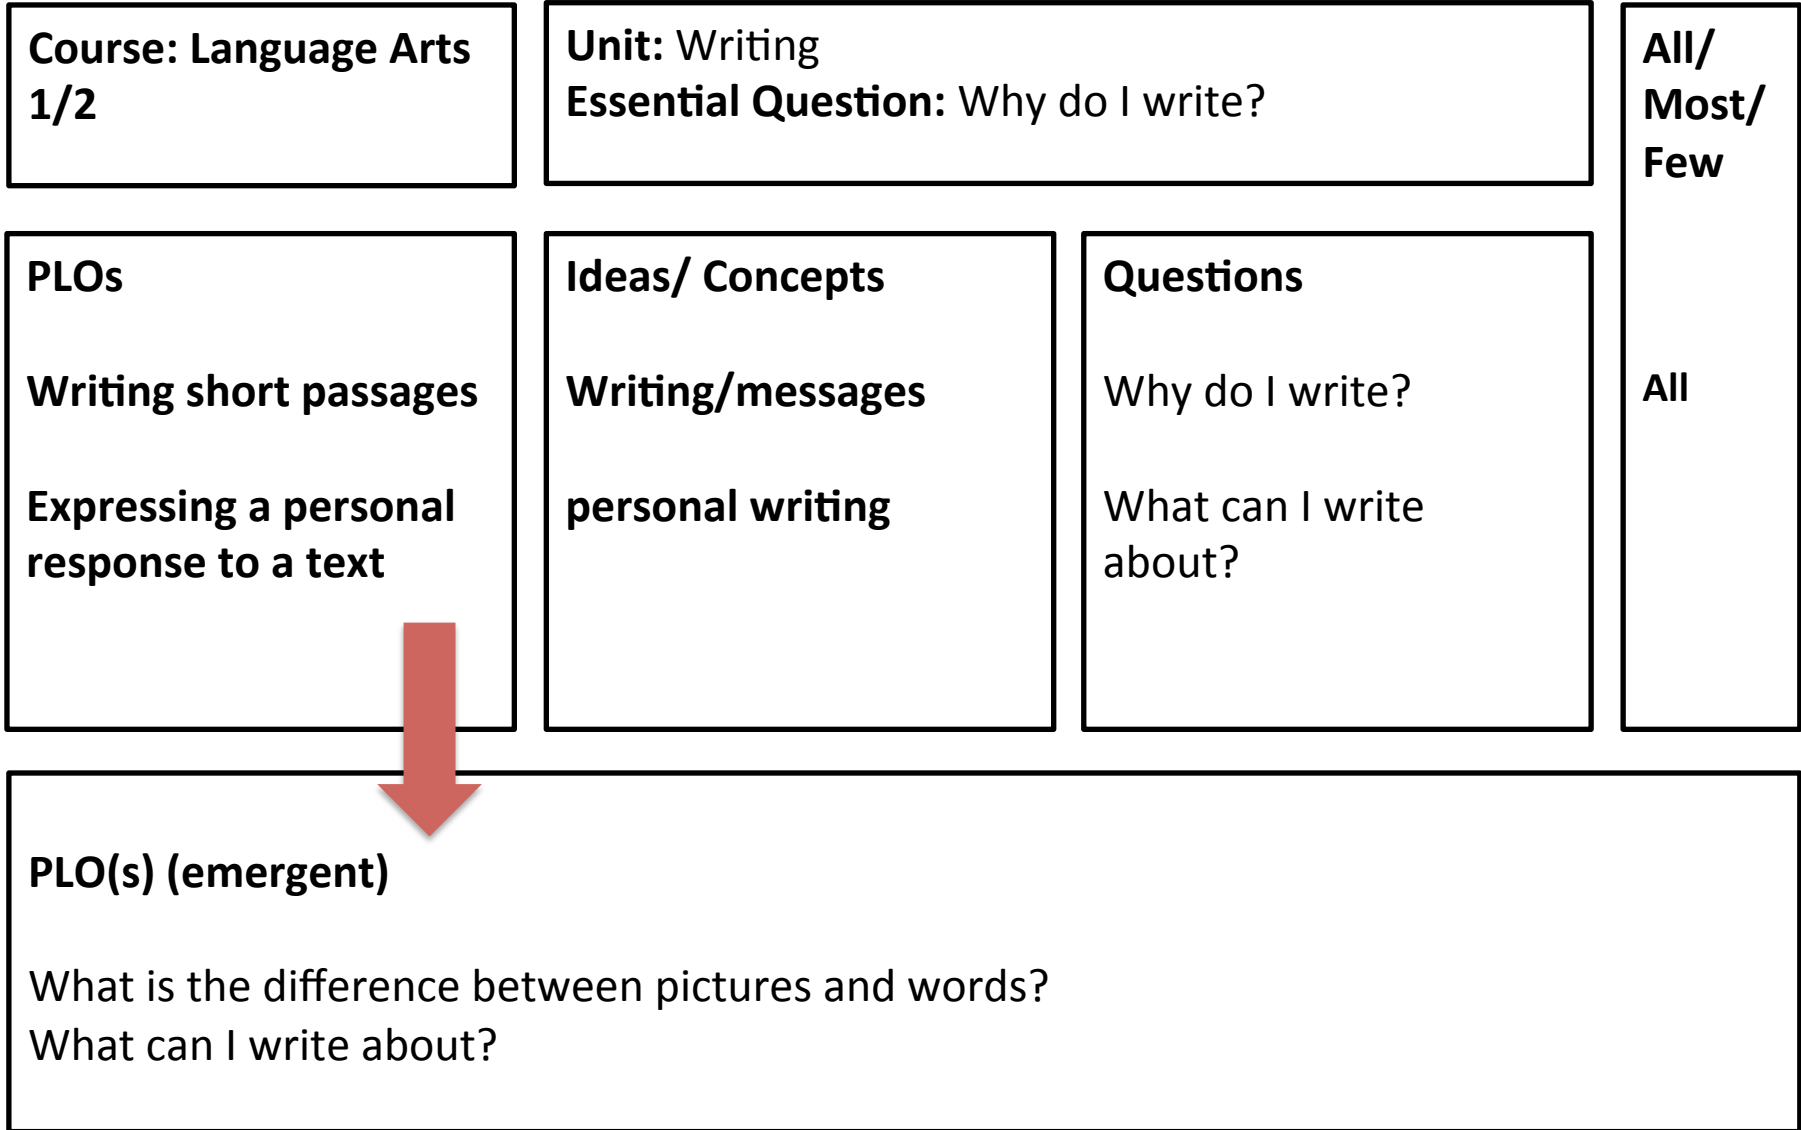 Course: Language Arts
1/2
Unit: Writing
Essential Question: Why do I write?
All/
Most/
Few
PLOs
Writing short passages
Expressing a personal
response to a text
Ideas/ Concepts
Writing/messages
personal writing
Questions
Why do I write?
What can I write
about?
All
PLO(s) (emergent)
What is the difference between pictures and words?
What can I write about?